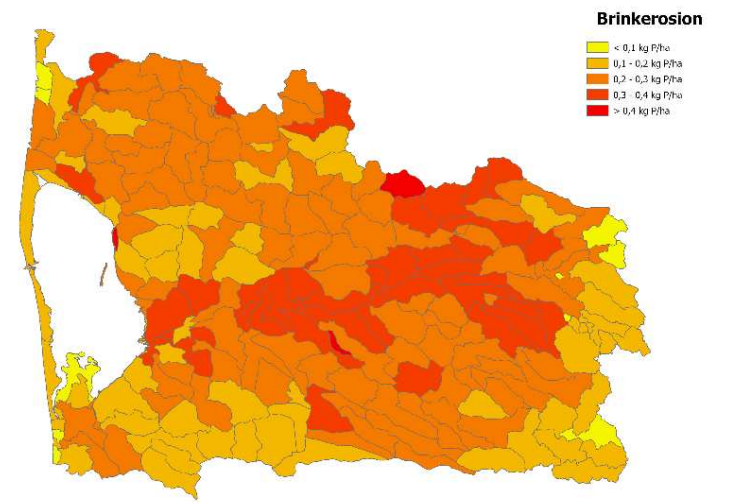 Brinkerosion
< 0,1 kg P/ha
0,1 - 0,2 kg P/ha
0,2 - 0,3 kg P/ha
0,3 - 0,4 kg P/ha
> 0,4 kg P/ha